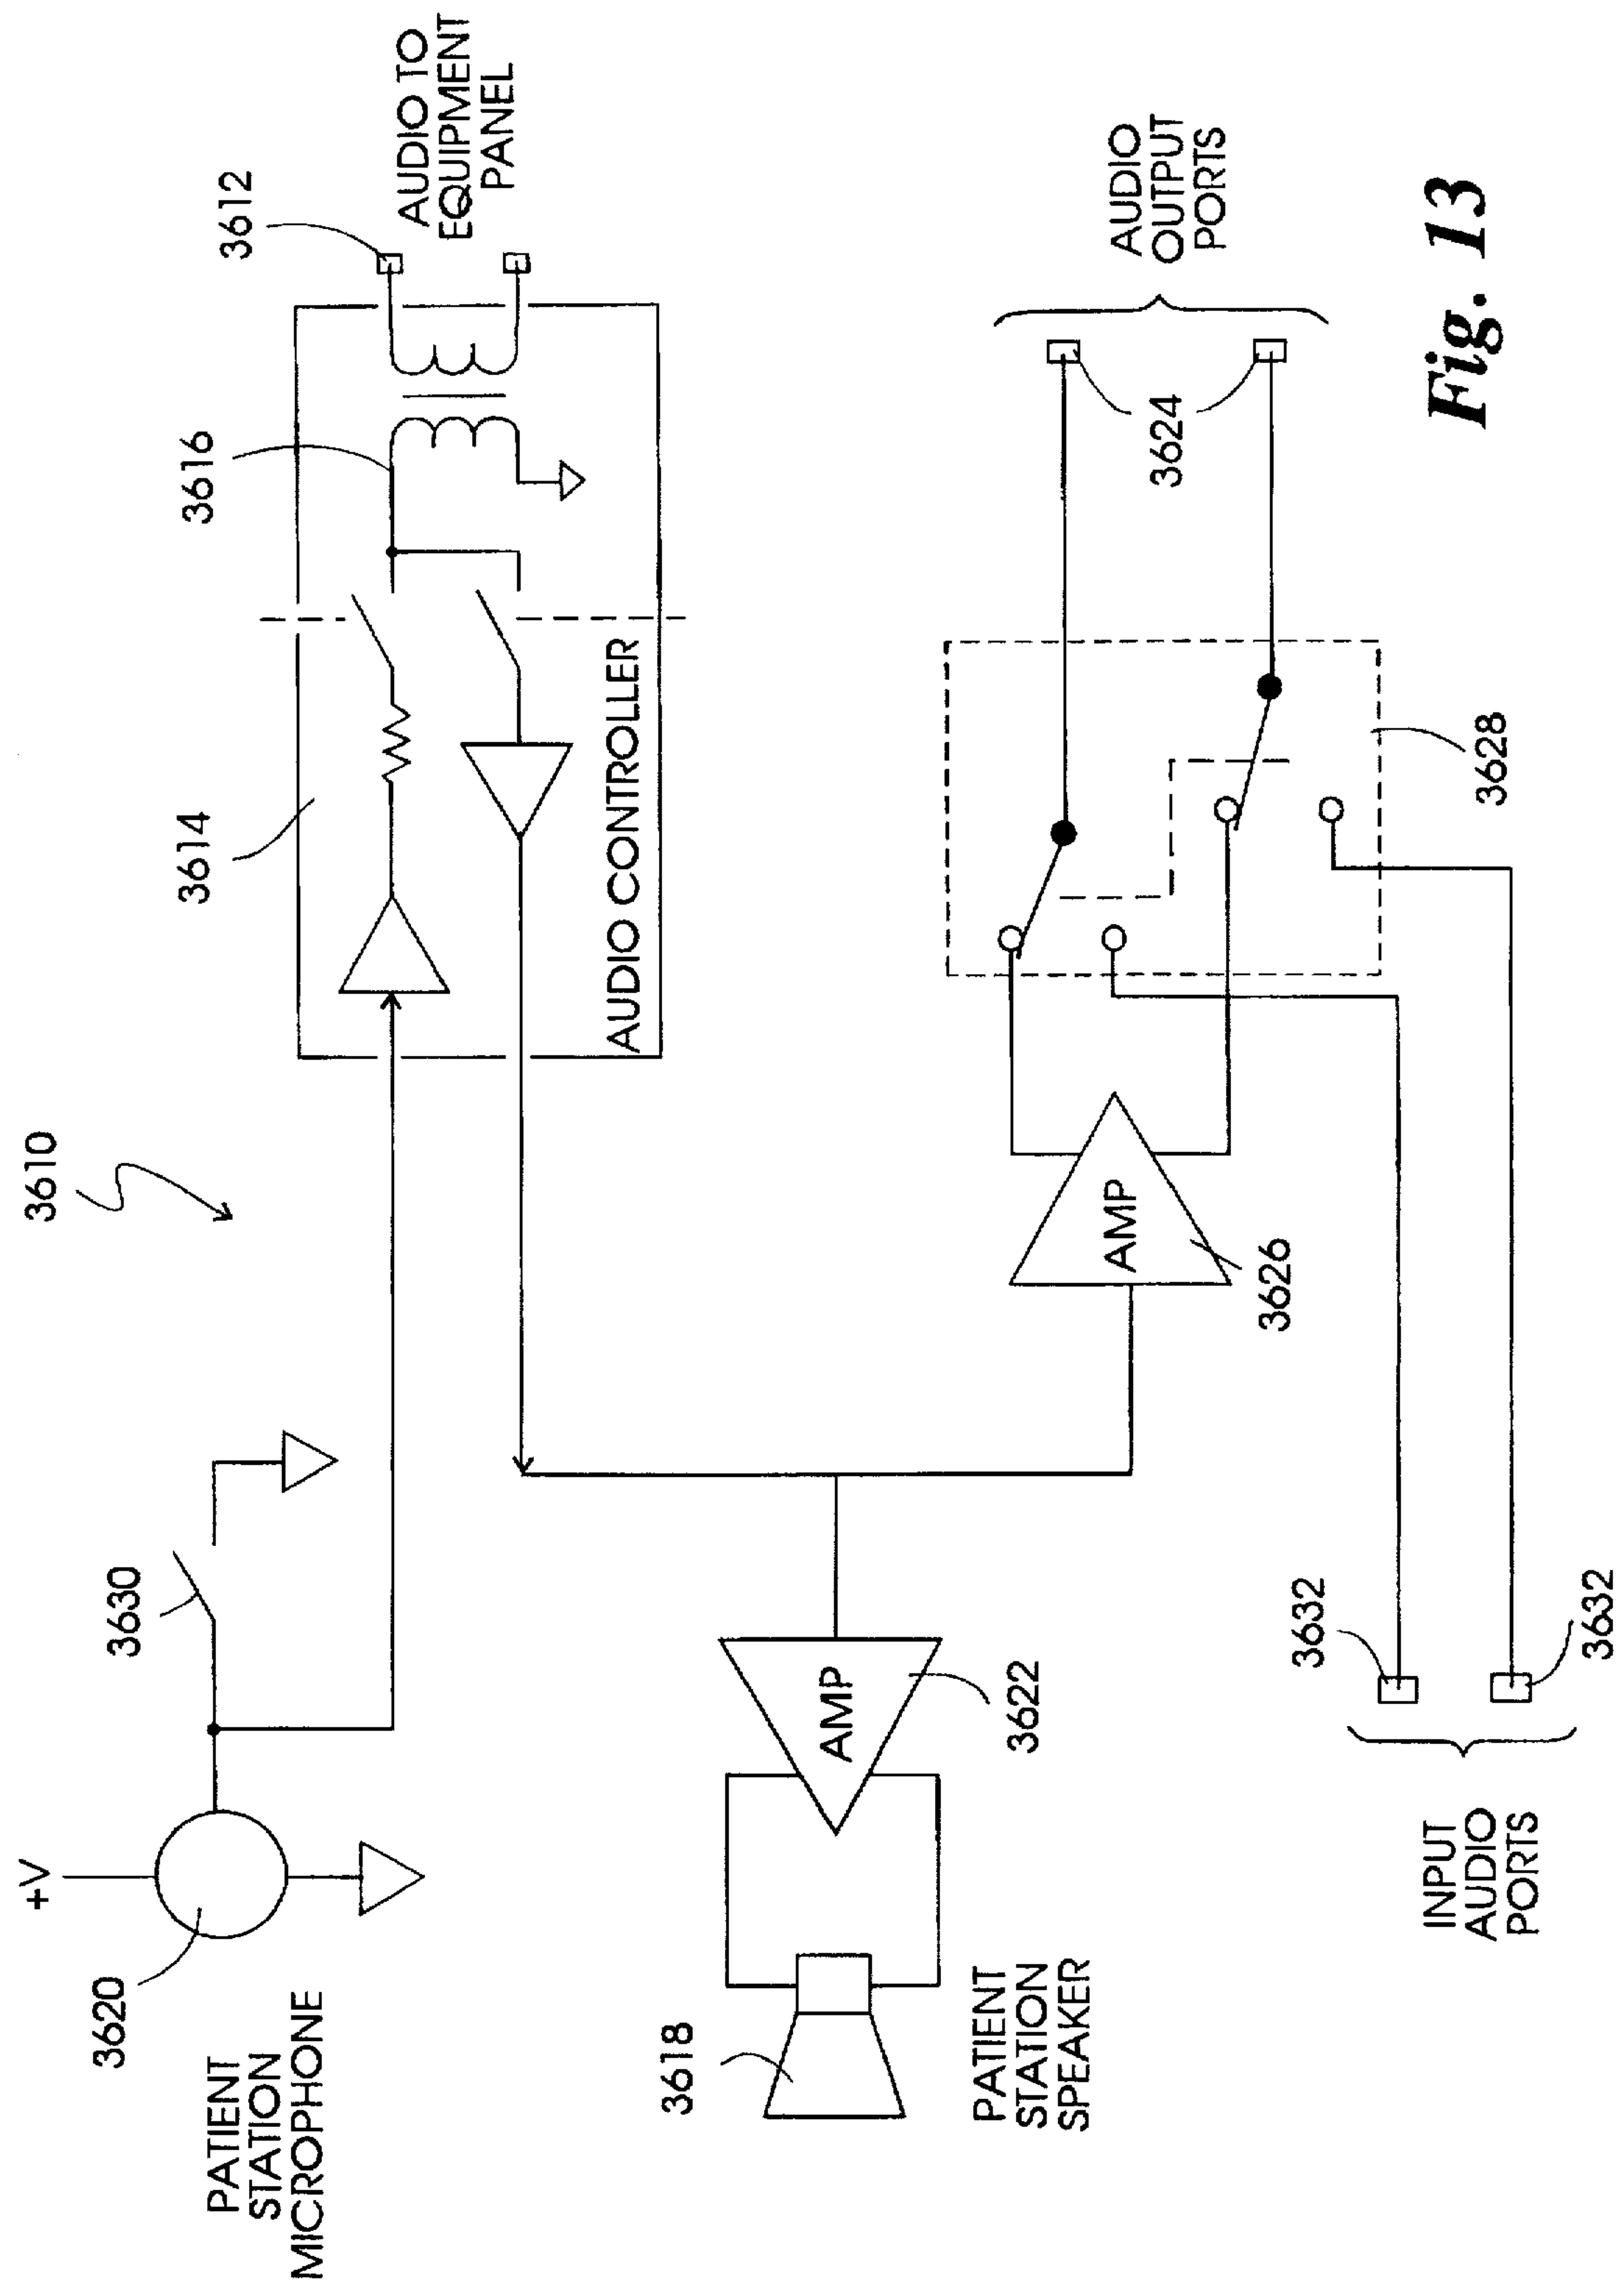 3610
+V
3620
PATIENT
STATION
MICROPHONE
3630
3614
3616
3612
AUDIO TO
EQUIPMENT
PANEL
AUDIO CONTROLLER
3618
PATIENT
STATION
SPEAKER
AMP
3622
AMP
3626
3628
3624
AUDIO
OUTPUT
PORTS
INPUT
AUDIO
PORTS
3632
3632
Fig. 13